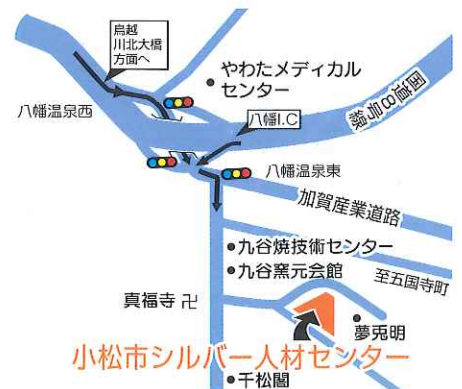 鳥越
川北大橋
方面へ
やわたメディカル
センター
国道8号線
八幡I.C
八幡温泉西
八幡温泉東
加賀産業道路
九谷焼技術センター
九谷窯元会館
至五国寺町
真福寺 卍
夢兎明
小松市シルバー人材センター
千松閣